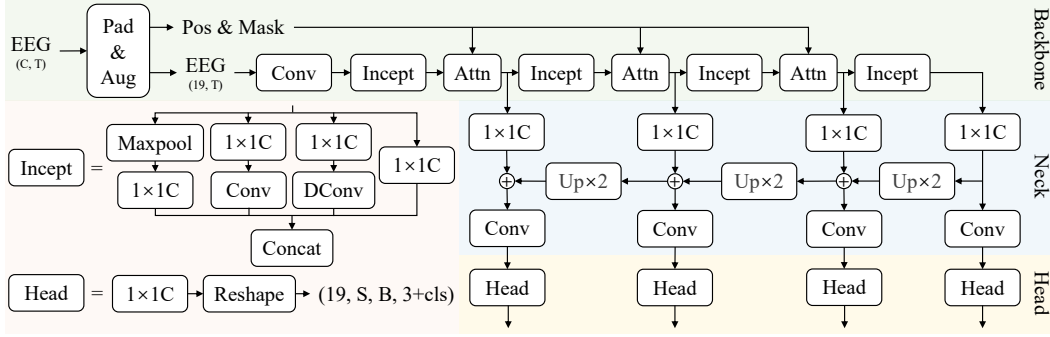 EEG
(C, T)
Pad
&
Aug
Pos & Mask
EEG
(19, T)
Conv
Incept
Attn
Incept
Attn
Incept
Attn
Incept
Backbone
Incept
=
Maxpool
1×1C
1×1C
1×1C
1×1C
Conv
DConv
Concat
Head
=
1×1C
Reshape
(19, S, B, 3+cls)
1×1C
1×1C
1×1C
1×1C
+
Up×2
+
Up×2
+
Up×2
Conv
Conv
Conv
Conv
Neck
Head
Head
Head
Head
Head